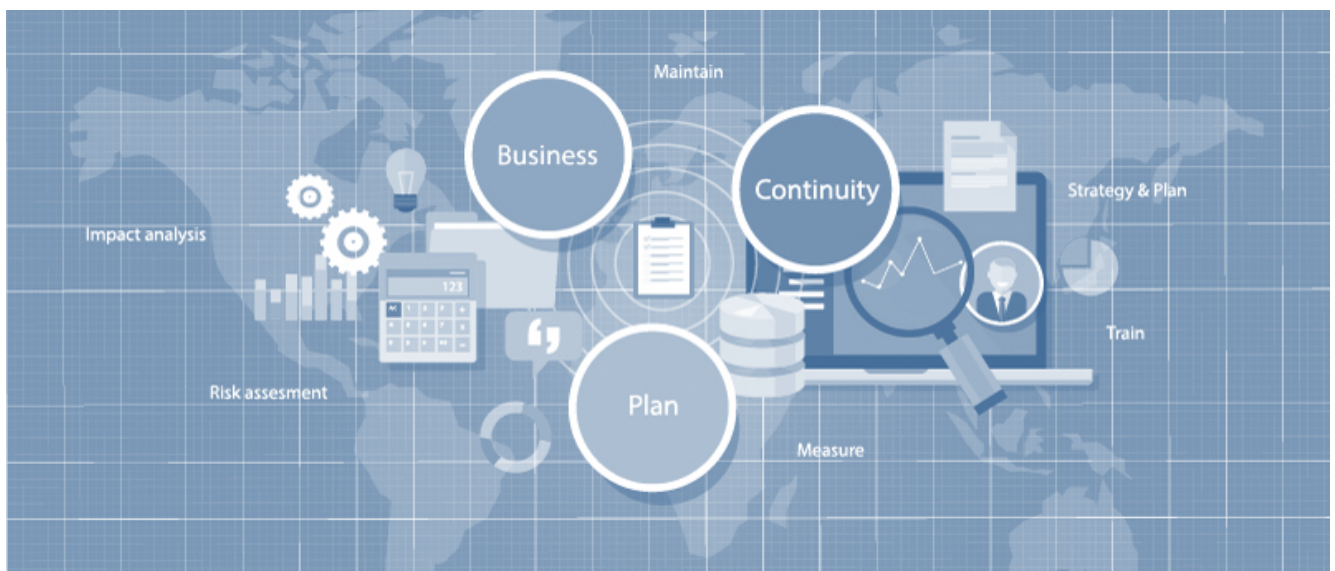 Maintain
Business
Continuity
Strategy & Plan
Impact analysis
123
Train
Risk assesment
Plan
Measure